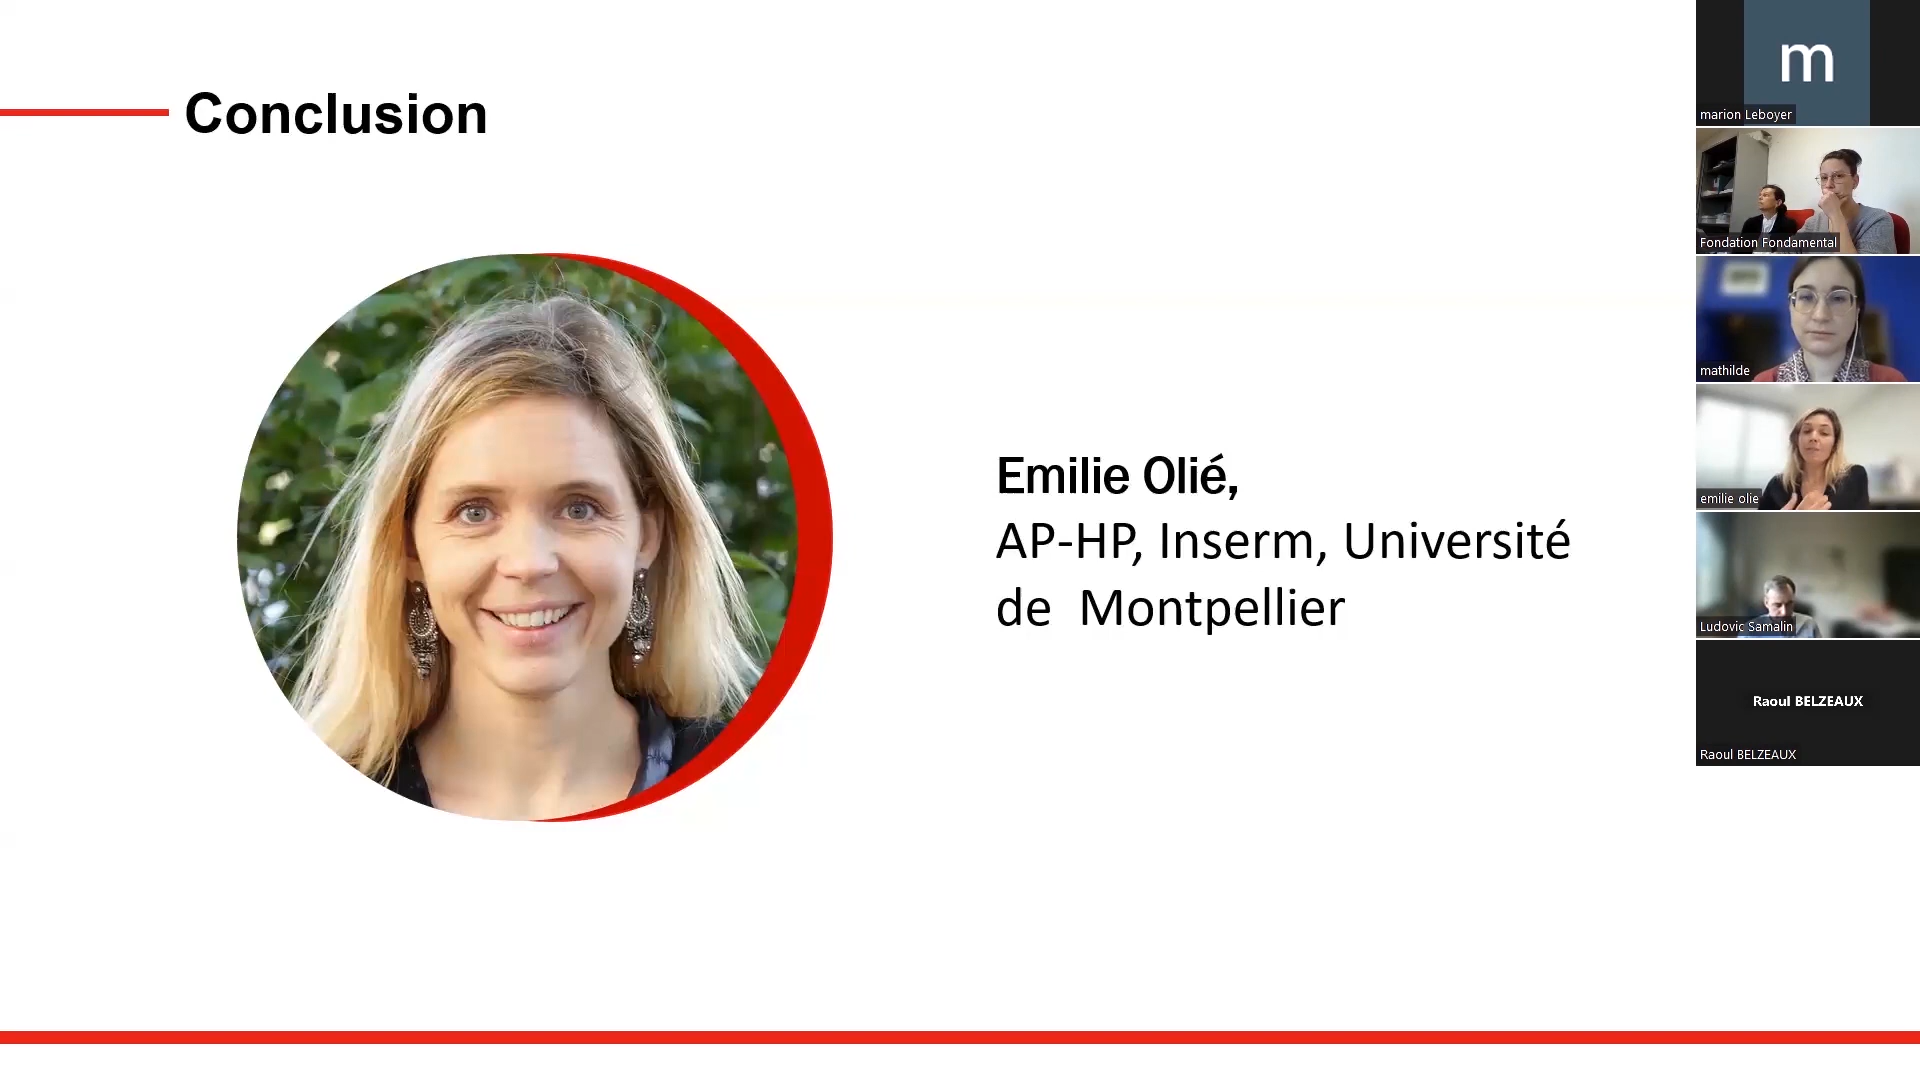 Conclusion
Emilie Olié,
AP-HP, Inserm, Université
de Montpellier
m
marion Leboyer
Fondation Fondamental
mathilde
emilie olie
Ludovic Samalin
Raoul BELZEAUX
Raoul BELZEAUX